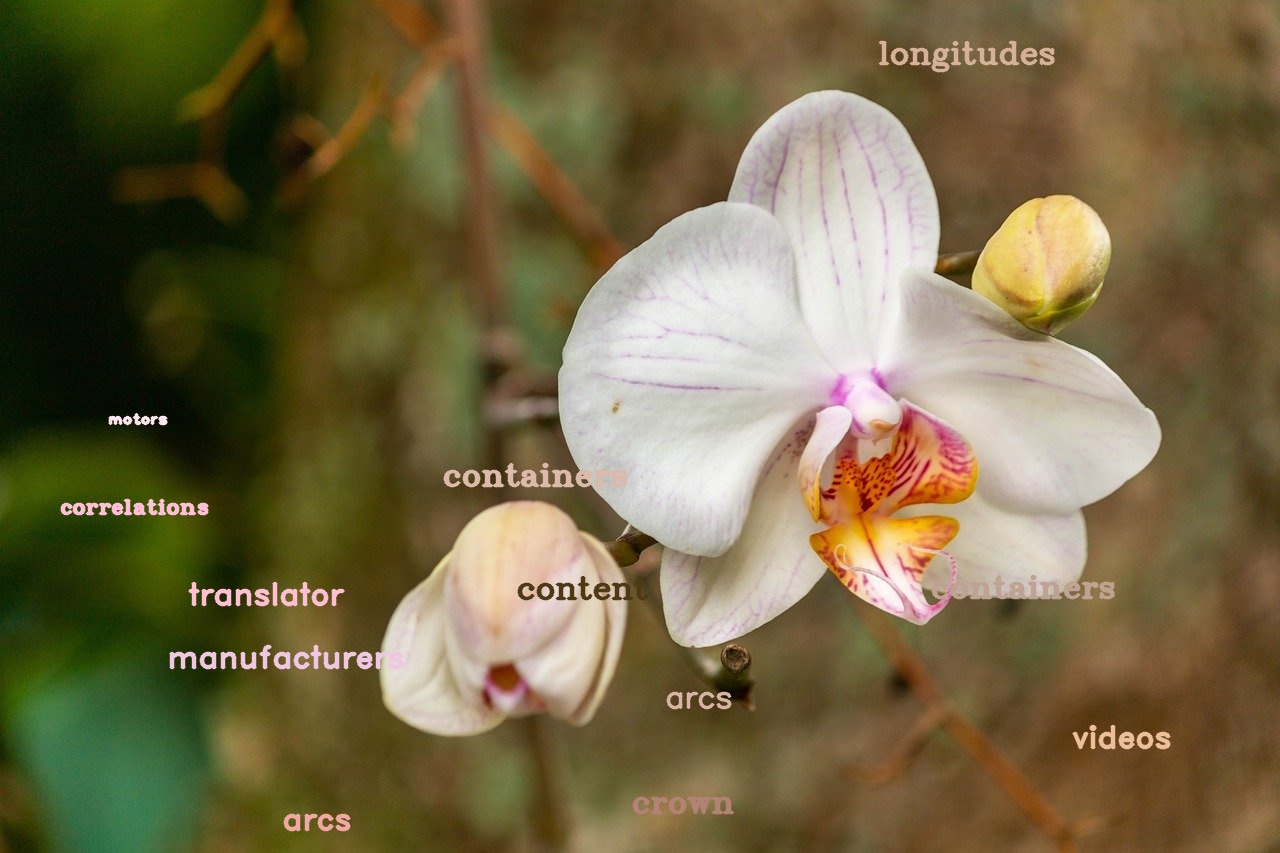 longitudes
motors
containers
correlations
content
containers
translator
manufacturers
arcs
videos
crown
arcs